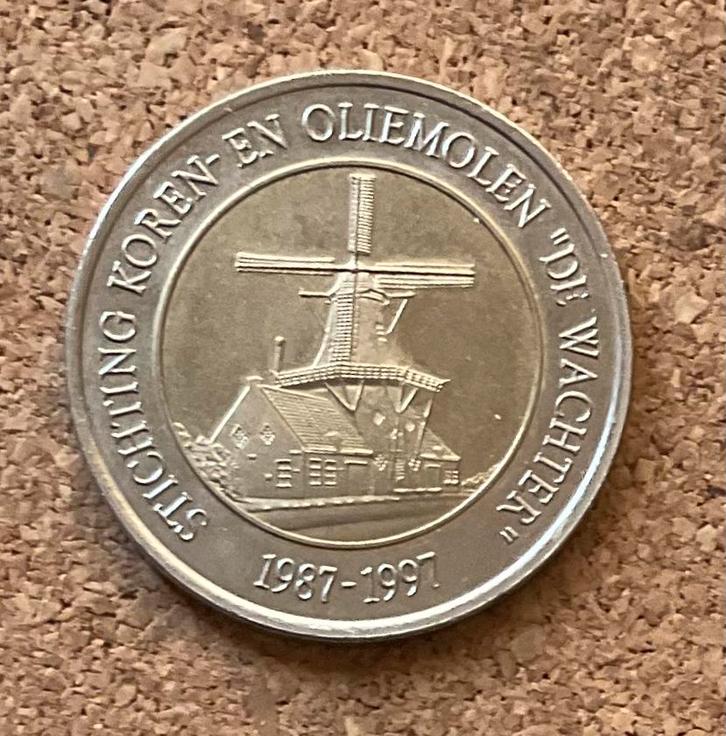 STICHTING KOREN- EN OLIEMOLEN "DE WACHTER"
1987-1997